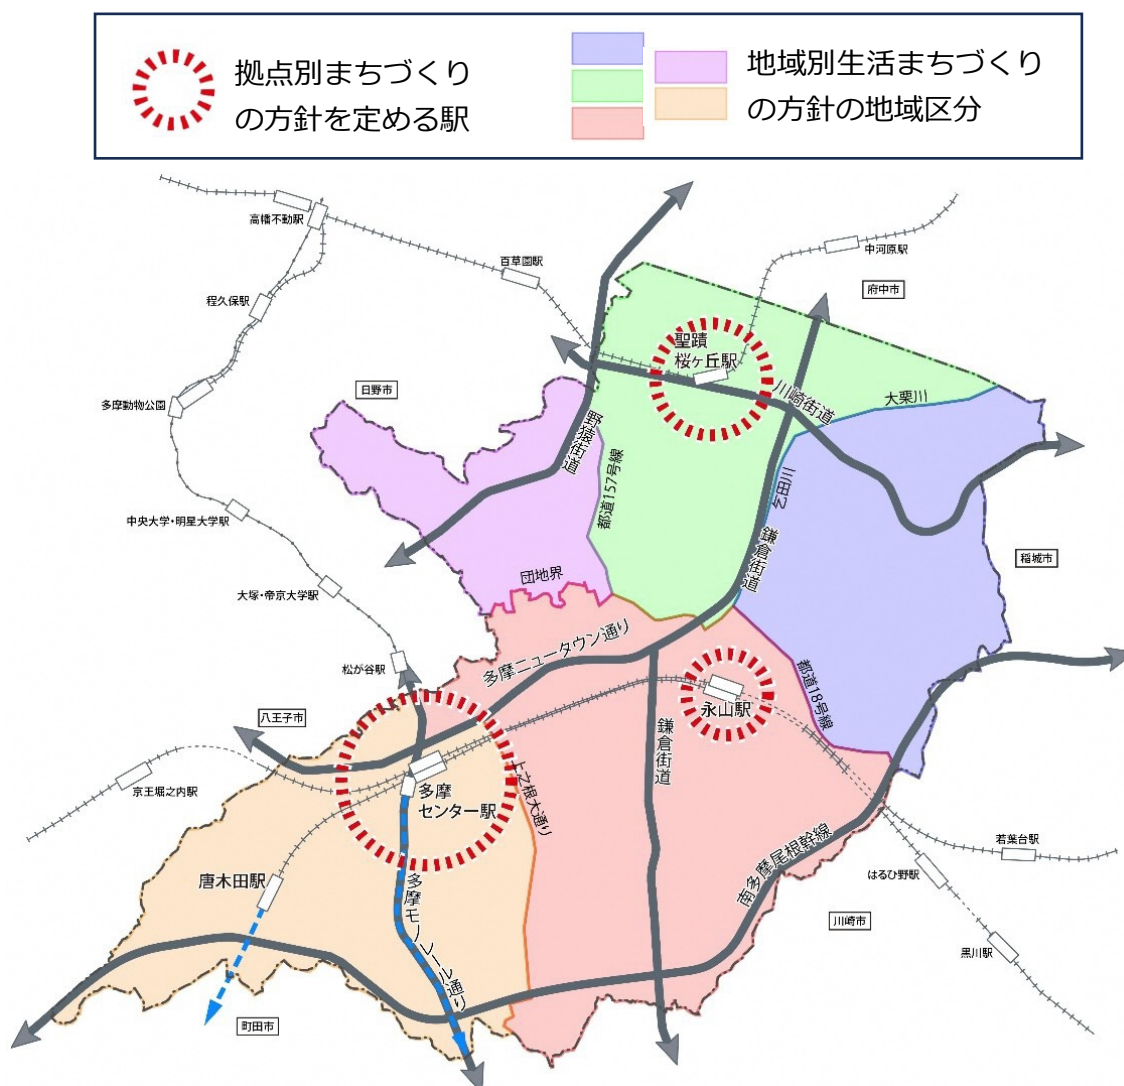 拠点別まちづくり
の方針を定める駅
地域別生活まちづくり
の方針の地域区分
高幡不動駅
百草園駅
中河原駅
府中市
程久保駅
聖蹟
桜ヶ丘駅
日野市
川崎街道
大栗川
多摩動物公園
野猿街道
都道157号線
乞田川
中央大学・明星大学駅
鎌倉街道
稲城市
団地界
大塚・帝京大学駅
多摩ニュータウン通り
松が谷駅
都道18号線
永山駅
八王子市
鎌倉街道
京王堀之内駅
多摩
センター駅
上之根大通り
若葉台駅
唐木田駅
はるひ野駅
多摩モノレール通り
南多摩尾根幹線
川崎市
黒川駅
町田市